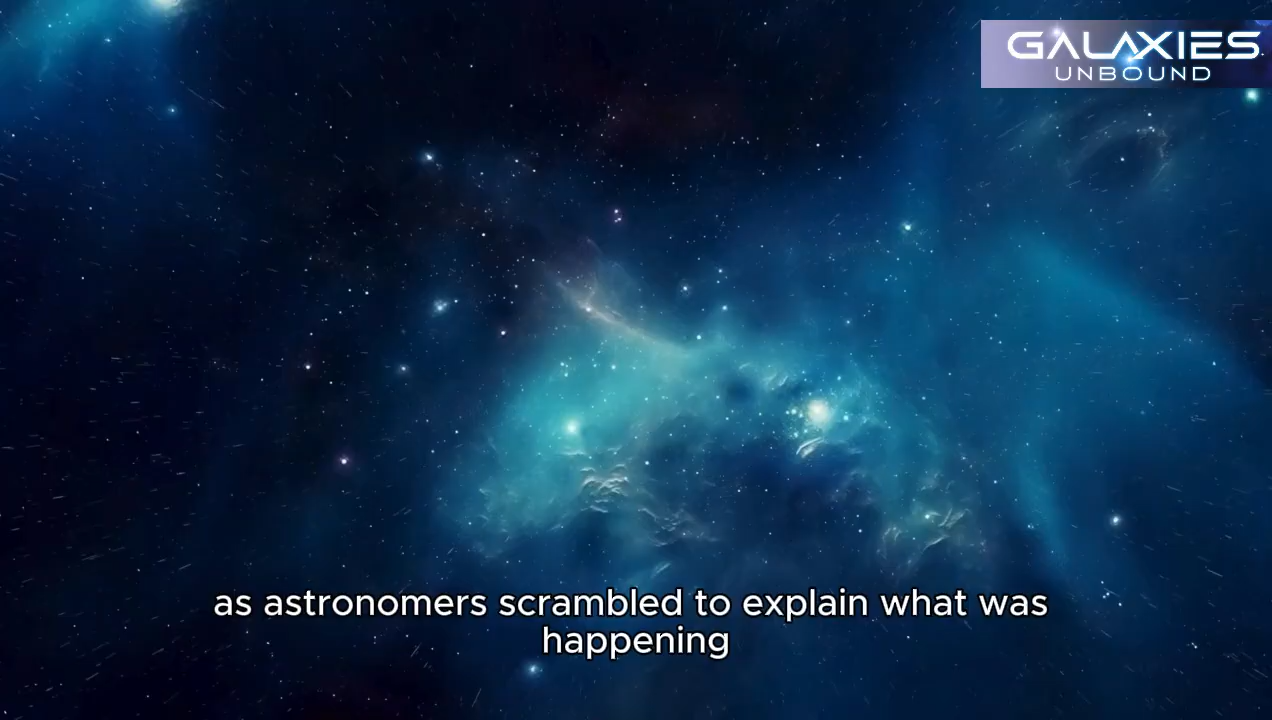 GALAXIES
UNBOUND
as astronomers scrambled to explain what was
happening